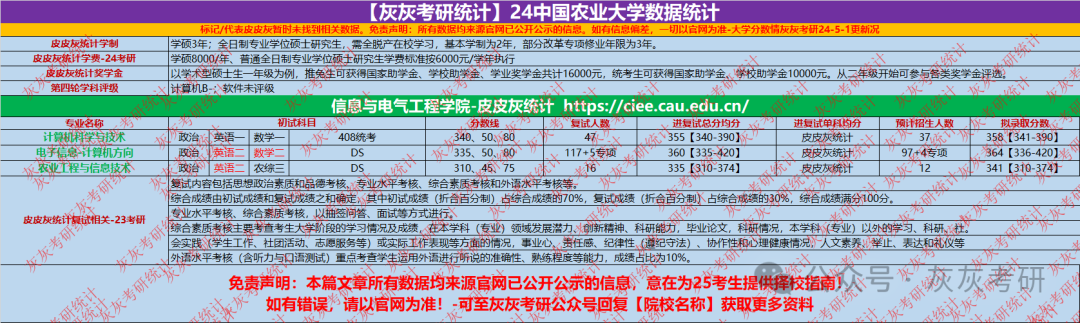 【灰灰考研统计】24中国农业大学数据统计
标记/代表皮皮灰暂时未找到相关数据。免责声明：所有数据均来源官网已公开公示的信息。如有信息偏差，一切以官网为准-大学分数情灰灰考研24-5-1更新况
皮皮灰统计学制 学硕3年；全日制专业学位硕士研究生，需全脱产在校学习，基本学制为2年，部分改革专项修业年限为3年。
皮皮灰统计学费-24考研 学硕8000/年、普通全日制专业学位硕士研究生学费标准按6000元/学年执行
皮皮灰统计奖学金 以学术型硕士生一年级为例，推免生可获得国家助学金、学校助学金、学业奖学金共计16000元，统考生可获得国家助学金、学校助学金10000元。从二年级开始可参与各类奖学金评选。
第四轮学科评级 计算机B-；软件未评级
信息与电气工程学院-皮皮灰统计 https://ciee.cau.edu.cn/
专业名称 初试科目 分数线 复试人数 进复试总分均分 进复试单科均分 预计招生人数 拟录取分数
计算机科学与技术 政治 英语一 数学一 408统考 340、50、80 47 355【340-390】 皮皮灰统计 37 358【341-390】
电子信息-计算机方向 政治 英语二 数学二 DS 335、50、80 117+5专项 360【335-420】 皮皮灰统计 97+4专项 364【336-420】
农业工程与信息技术 政治 英语二 农综三 DS 310、45、75 16 335【310-374】 皮皮灰统计 12 341【310-374】
皮皮灰统计复试相关-23考研
复试内容包括思想政治素质和品德考核、专业水平考核、综合素质考核和外语水平考核等。
综合成绩由初试成绩和复试成绩之和确定，其中初试成绩（折合百分制）占综合成绩的70%，复试成绩（折合百分制）占综合成绩的30%，综合成绩满分100分。
专业水平考核、综合素质考核，以抽签问答、面试等方式进行。
综合素质考核主要考查考生大学阶段的学习情况及成绩，在本学科（专业）领域发展潜力、创新精神、科研能力，毕业论文，科研情况，本学科（专业）以外的学习、科研、社
会实践（学生工作、社团活动、志愿服务等）或实际工作表现等方面的情况，事业心、责任感、纪律性（遵纪守法）、协作性和心理健康情况，人文素养，举止、表达和礼仪等
外语水平考核（含听力与口语测试）重点考查学生运用外语进行听说的准确性、熟练程度等能力，成绩占比为10%。
免责声明：本篇文章所有数据均来源官网已公开公示的信息，意在为25考生提供择校指南！
如有错误，请以官网为准！-可至灰灰考研公众号回复【院校名称】获取更多资料
公众号·灰灰考研